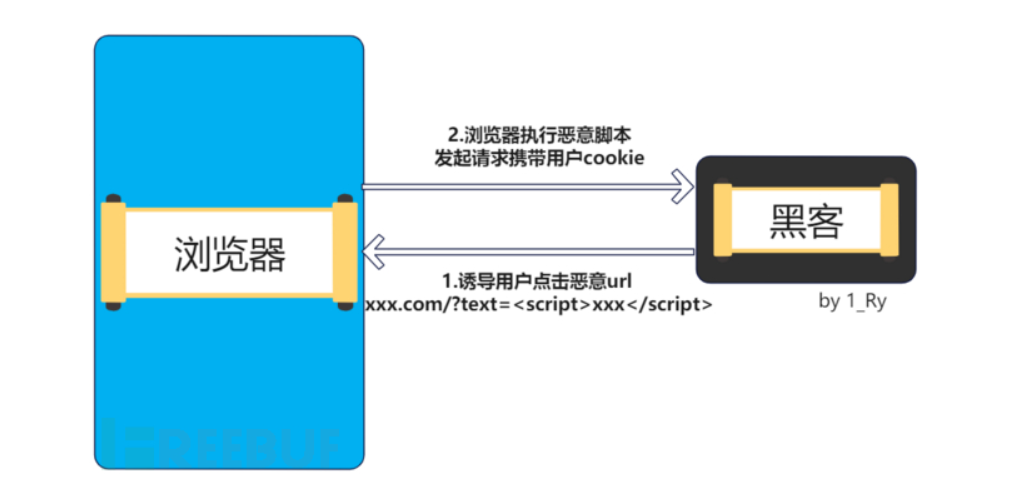 2.浏览器执行恶意脚本
发起请求携带用户cookie
浏览器
黑客
1.诱导用户点击恶意url
xxx.com/?text=<script>xxx</script>
by 1_Ry
REEBUF